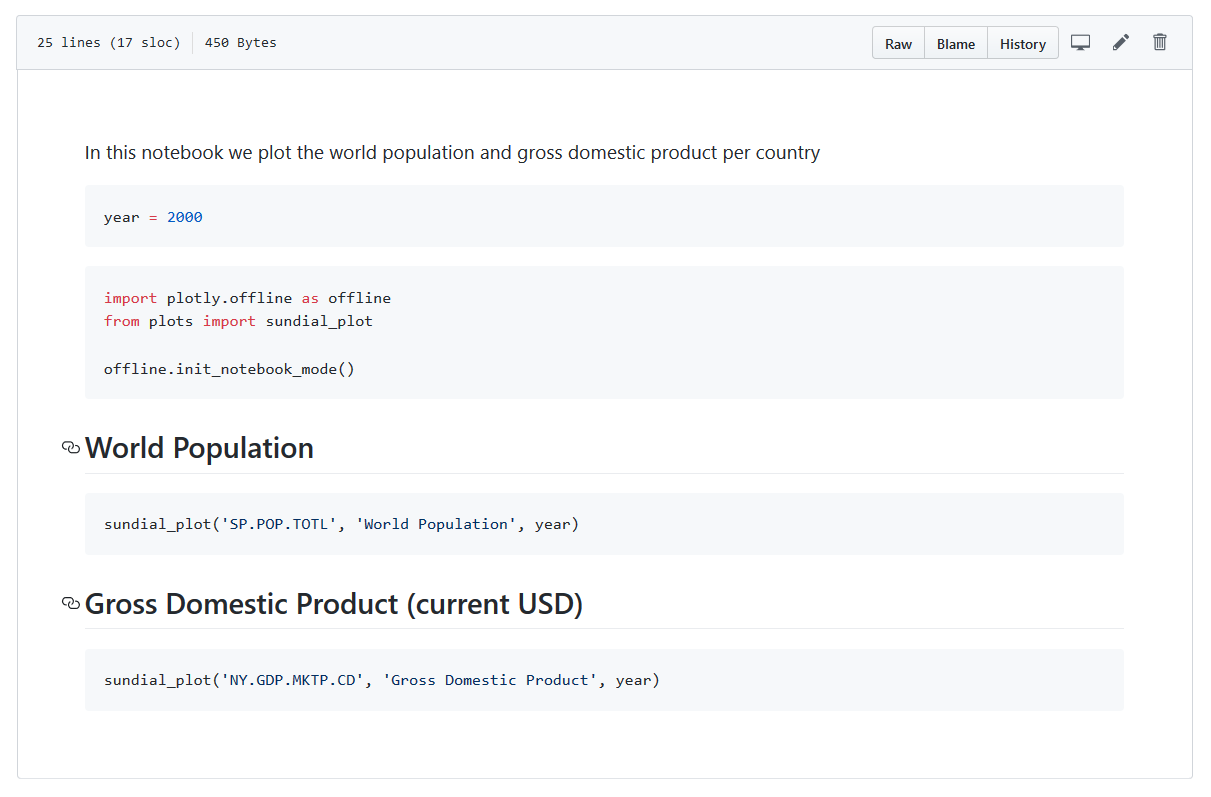 25 lines (17 sloc) 450 Bytes Raw Blame History
In this notebook we plot the world population and gross domestic product per country
year = 2000
import plotly.offline as offline
from plots import sundial_plot
offline.init_notebook_mode()
World Population
sundial_plot('SP.POP.TOTL', 'World Population', year)
Gross Domestic Product (current USD)
sundial_plot('NY.GDP.MKTP.CD', 'Gross Domestic Product', year)